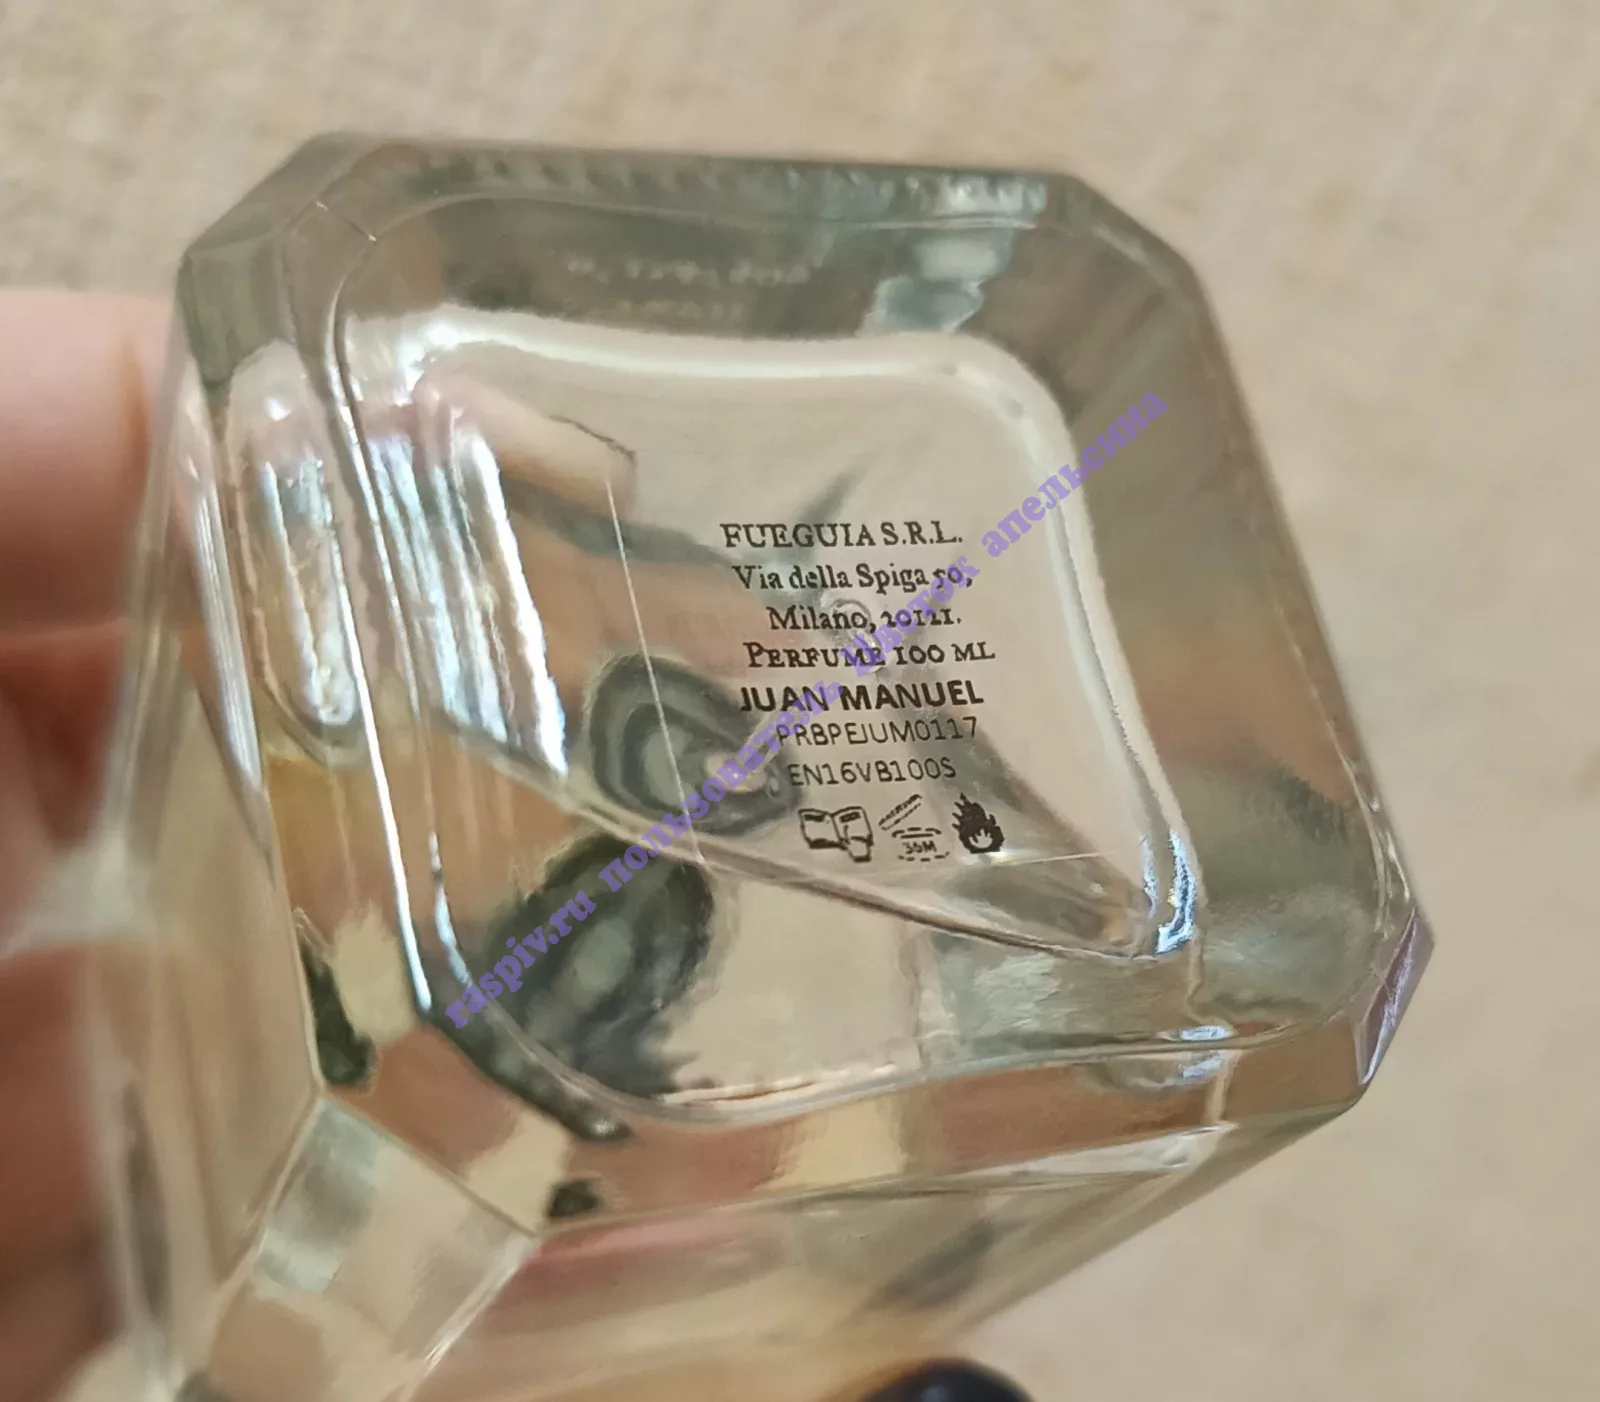 FUEGUIA S.R.L.
Via della Spiga 50,
Milano, 20121.
PERFUME 100 ML
JUAN MANUEL
PRBPEJUM0117
EN16VB100S
36M
raspiv.ru пользователь Цветок апельсина